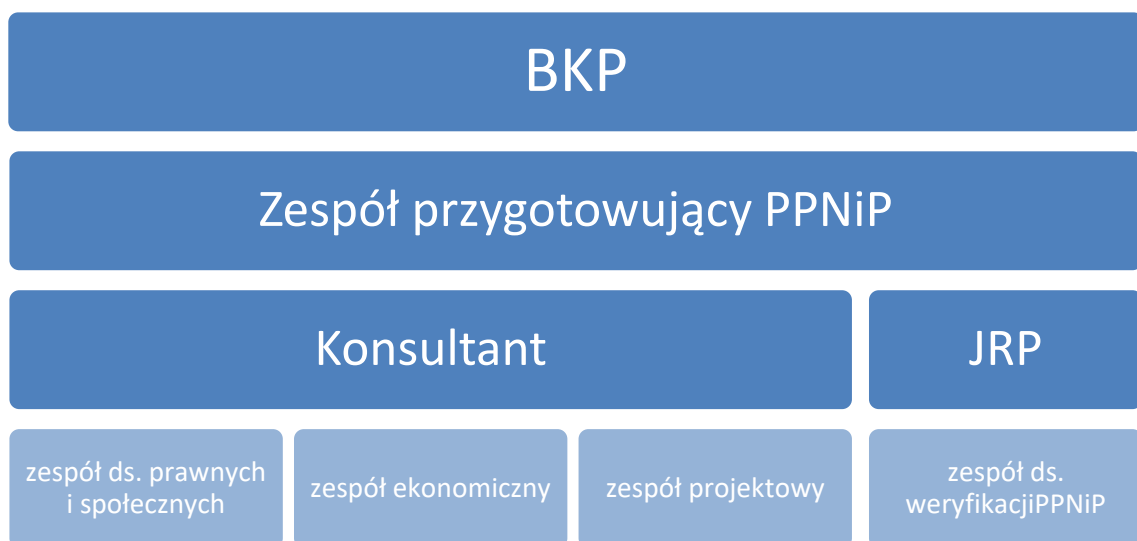 BKP
Zespół przygotowujący PPNiP
Konsultant
JRP
zespół ds. prawnych
i społecznych
zespół ekonomiczny
zespół projektowy
zespół ds.
weryfikacjiPPNiP